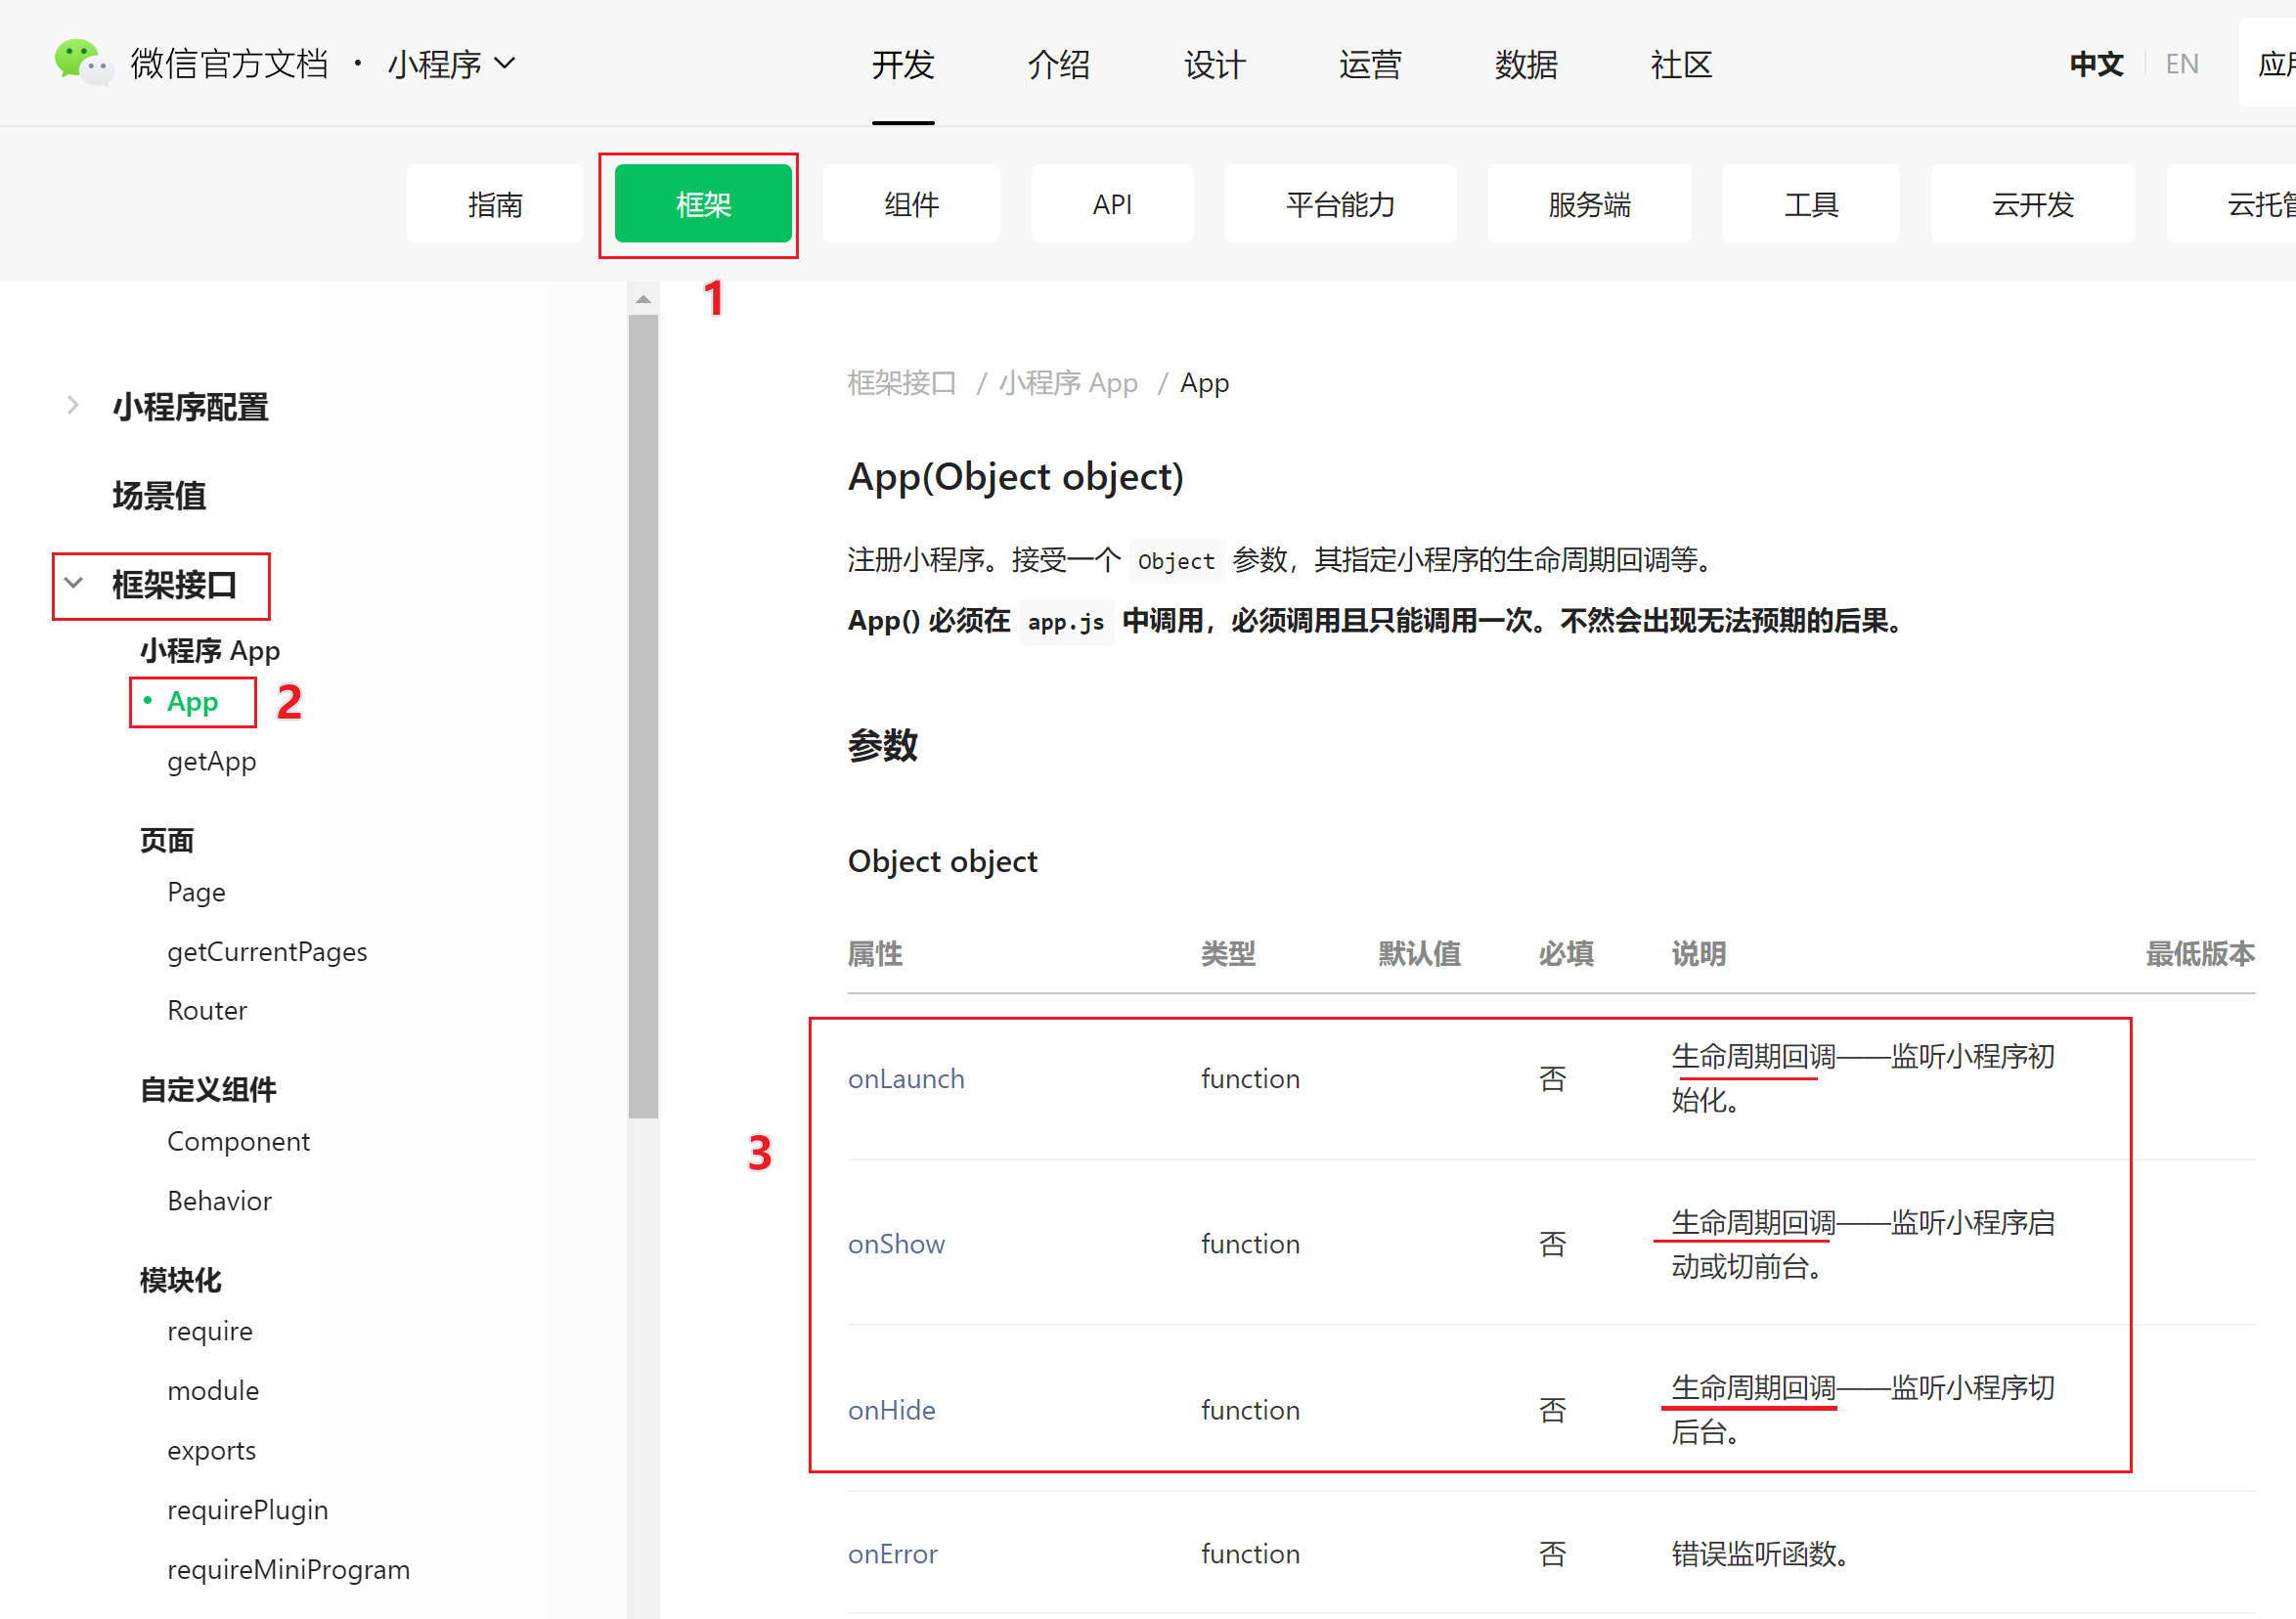 微信官方文档 · 小程序
开发 介绍 设计 运营 数据 社区
中文 EN
指南 框架 组件 API 平台能力 服务端 工具 云开发
1
小程序配置
场景值
框架接口
小程序 App
• App 2
getApp
页面
Page
getCurrentPages
Router
自定义组件
Component
Behavior
模块化
require
module
exports
requirePlugin
requireMiniProgram
框架接口 / 小程序 App / App
App(Object object)
注册小程序。接受一个 Object 参数，其指定小程序的生命周期回调等。
App() 必须在 app.js 中调用，必须调用且只能调用一次。不然会出现无法预期的后果。
参数
Object object
属性 类型 默认值 必填 说明 最低版本
3
onLaunch function 否 生命周期回调——监听小程序初
始化。
onShow function 否 生命周期回调——监听小程序启
动或切前台。
onHide function 否 生命周期回调——监听小程序切
后台。
onError function 否 错误监听函数。